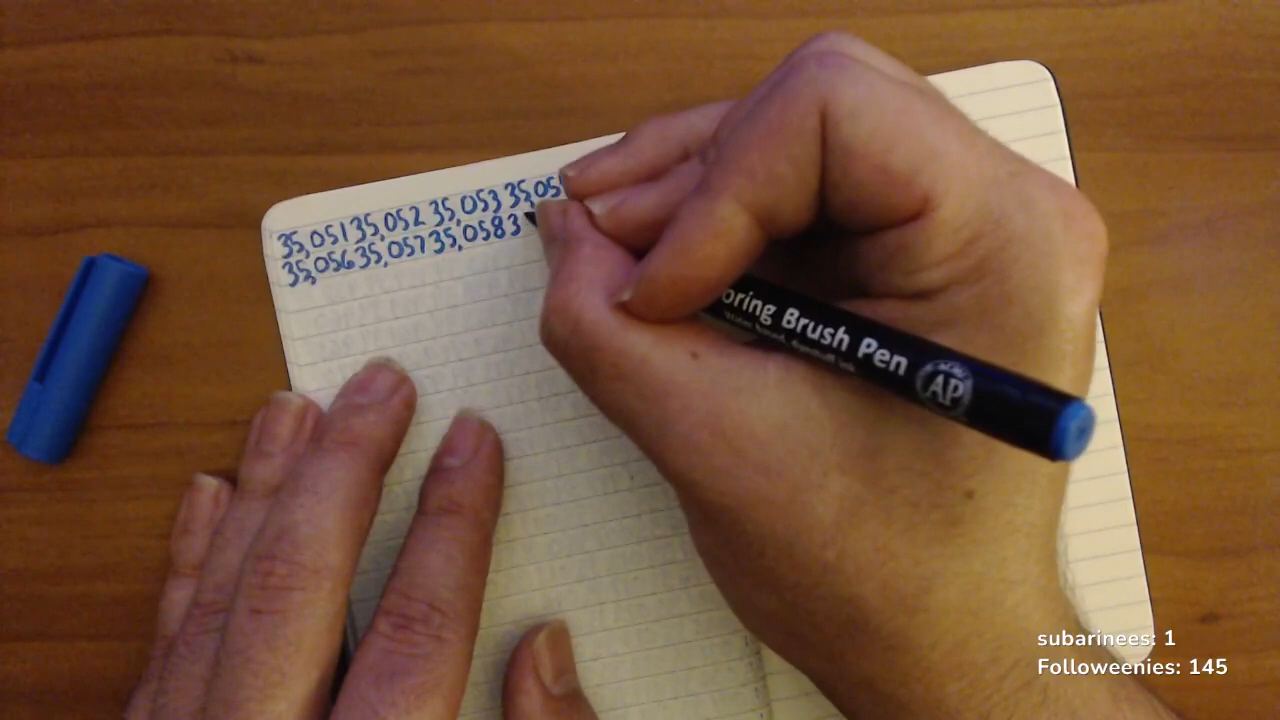 35,051 35,052 35,053 35,05
35,056 35,057 35,058 3
oring Brush Pen
AP
subarinees: 1
Followeenies: 145